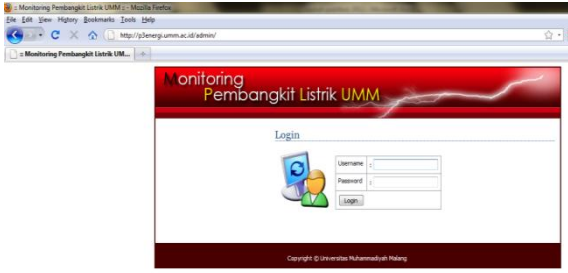 :: Monitoring Pembangkit Listrik UMM :: - Mozilla Firefox
File Edit View History Bookmarks Tools Help
http://p3energi.umm.ac.id/admin/
:: Monitoring Pembangkit Listrik UM...
Monitoring
Pembangkit Listrik UMM
Login
Username :
Password :
Login
Copyright © Universitas Muhammadiyah Malang